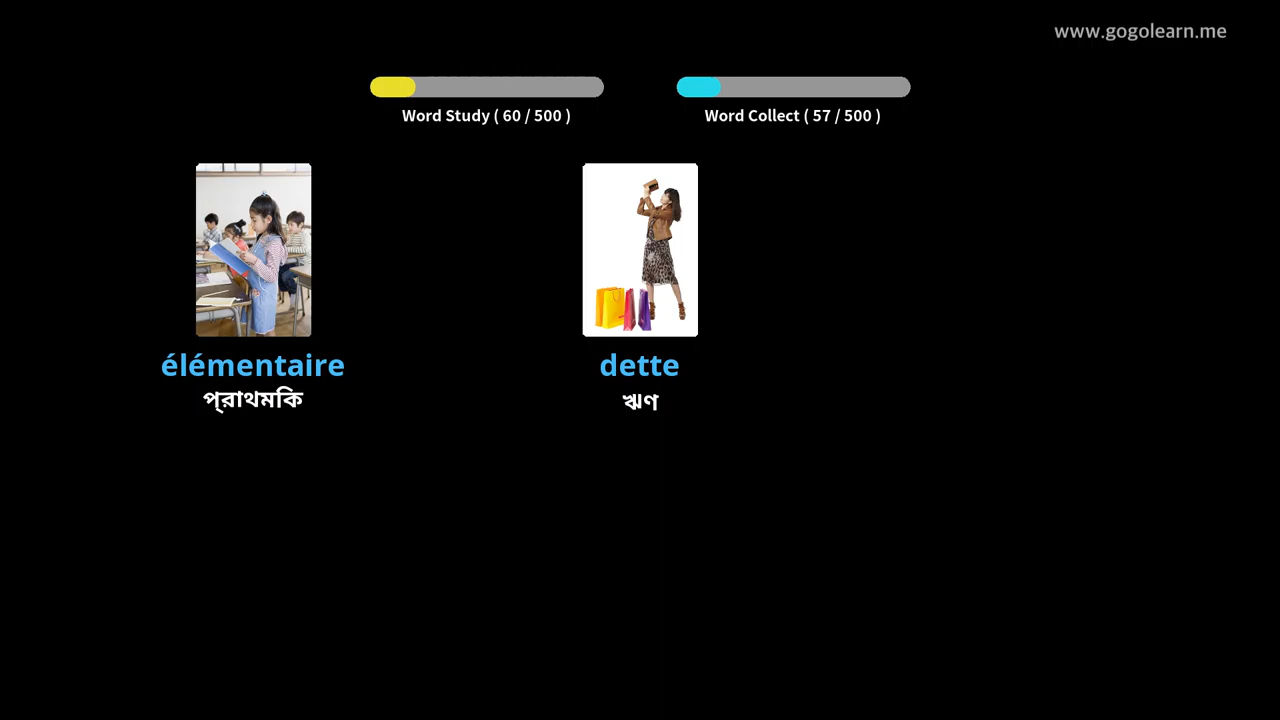 www.gogolearn.me
Word Study ( 60 / 500 )
Word Collect ( 57 / 500 )
élémentaire
dette
প্রাথমিক
ঋণ